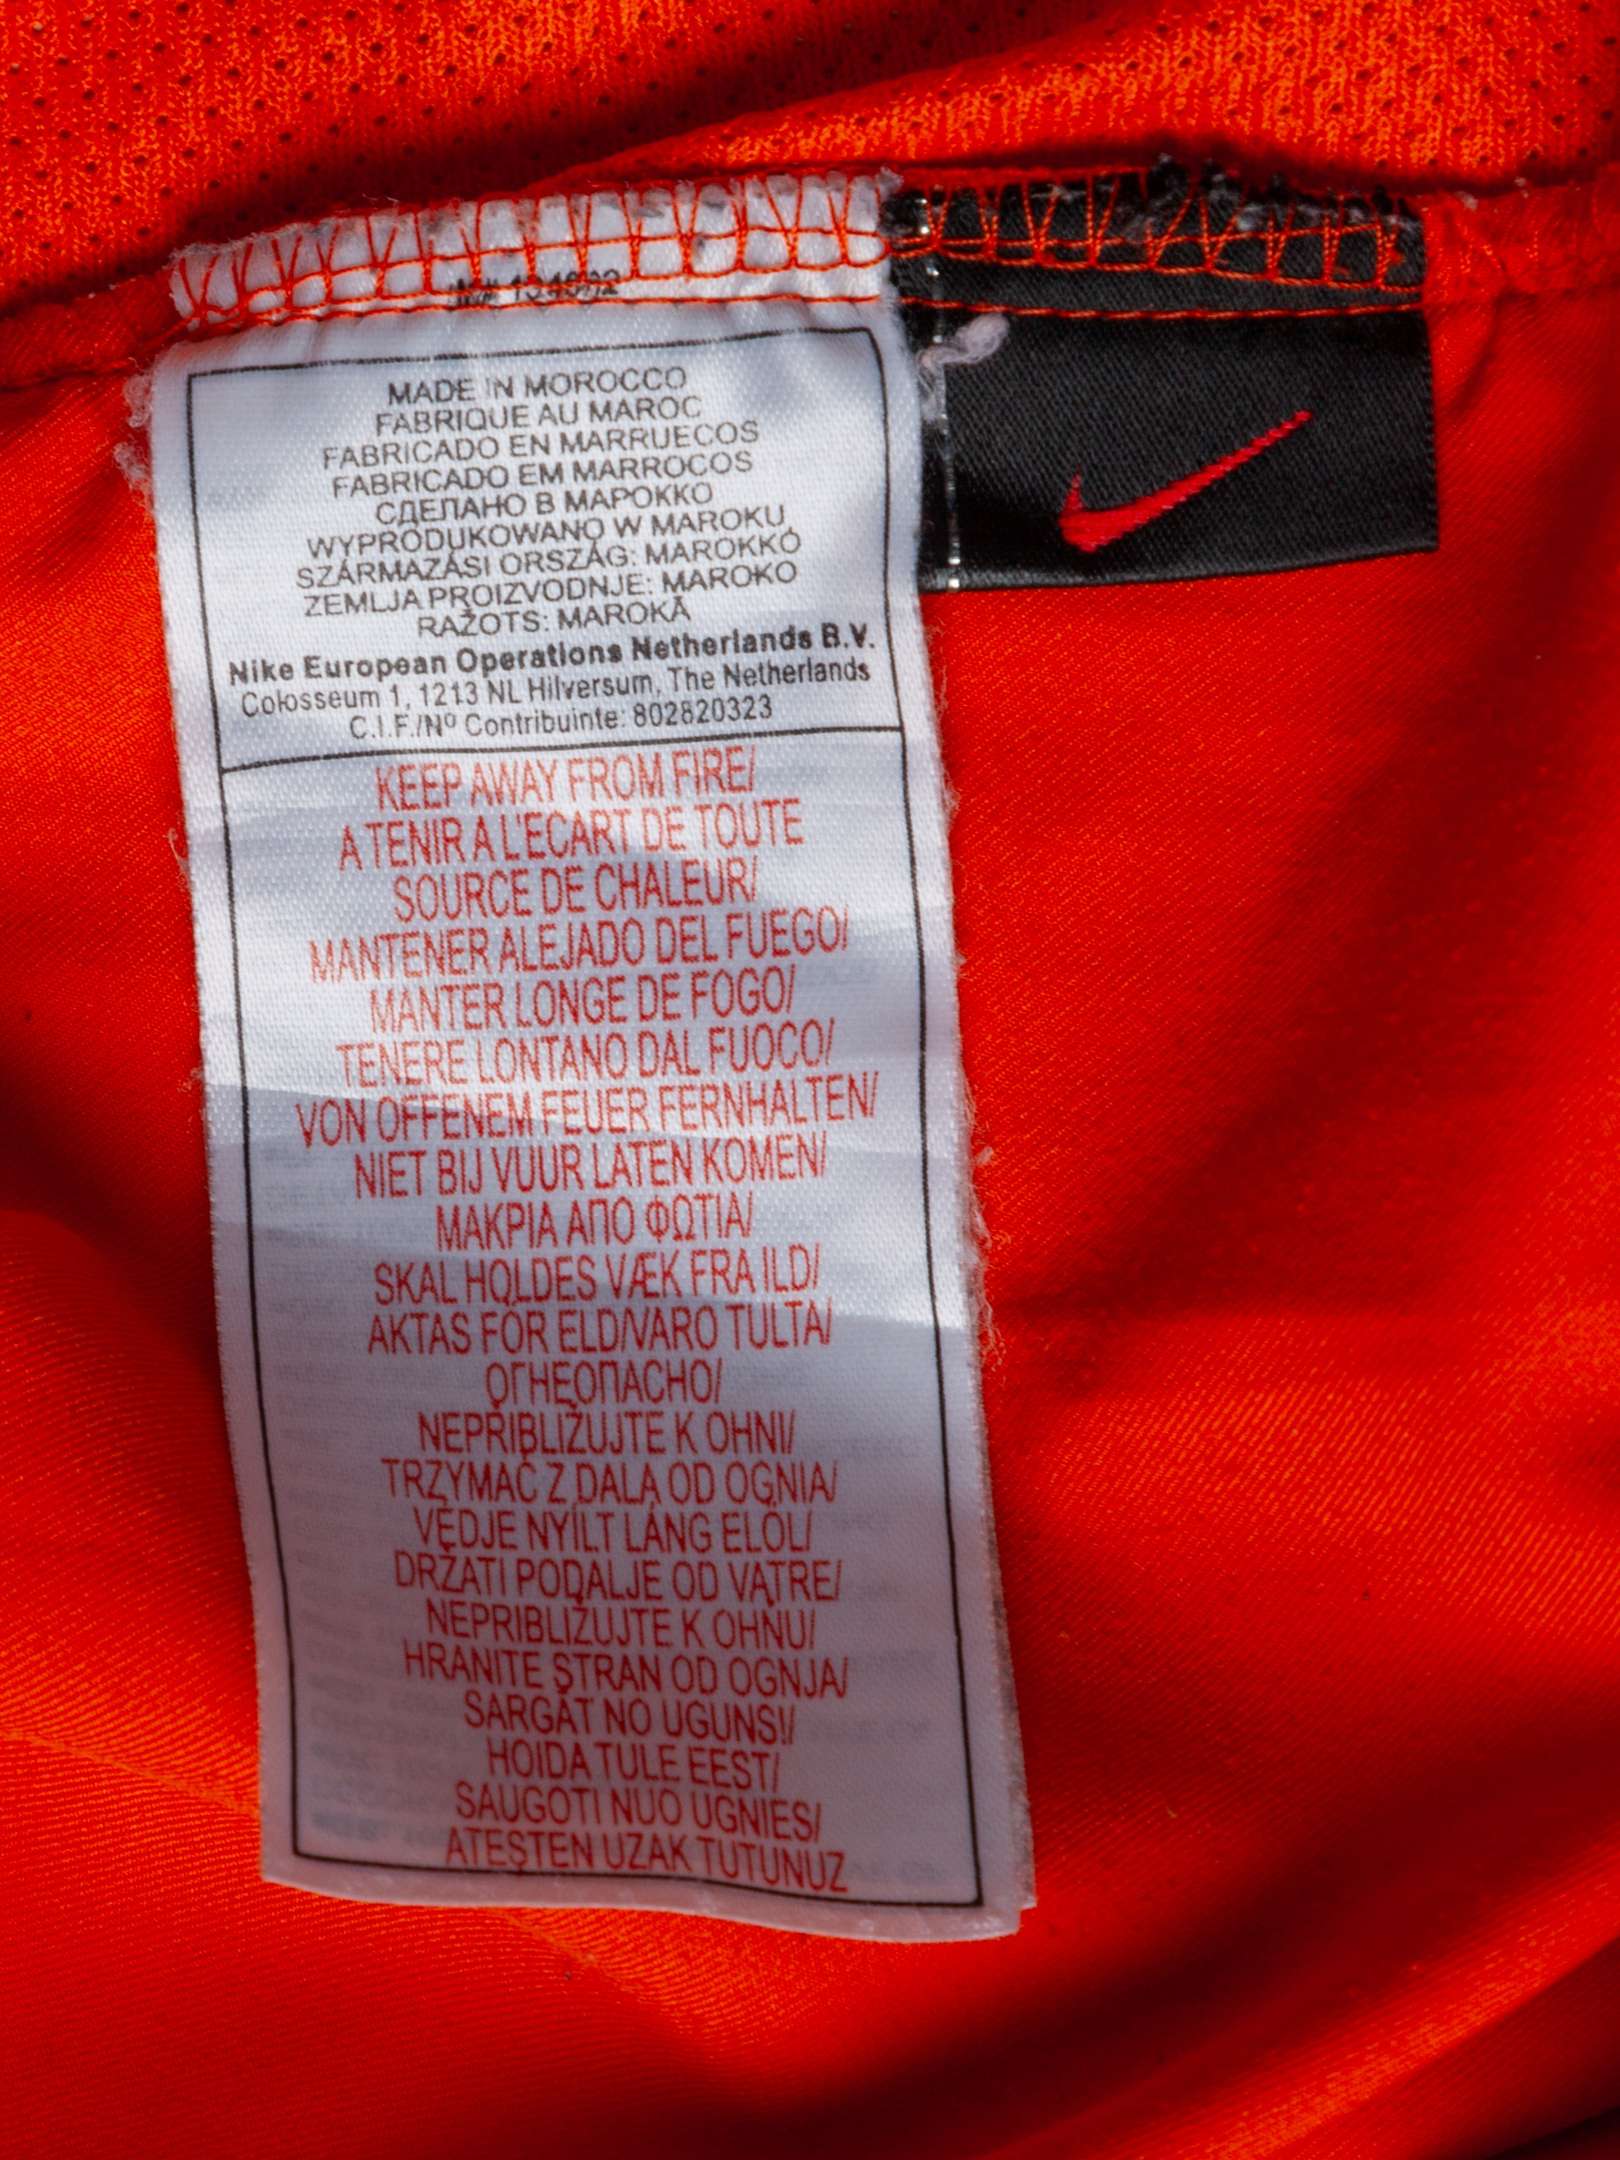 MADE IN MOROCCO
FABRIQUE AU MAROC
FABRICADO EN MARRUECOS
FABRICADO EM MARROCOS
СДЕЛАНО В МАРОККО
WYPRODUKOWANO W MAROKU
SZÁRMAZÁSI ORSZÁG: MAROKKÓ
ZEMLJA PROIZVODNJE: MAROKO
RAŽOTS: MAROKĀ
Nike European Operations Netherlands B.V.
Colosseum 1, 1213 NL Hilversum, The Netherlands
C.I.F./Nº Contribuinte: 802820323
KEEP AWAY FROM FIRE/
A TENIR A L'ECART DE TOUTE
SOURCE DE CHALEUR/
MANTENER ALEJADO DEL FUEGO/
MANTER LONGE DE FOGO/
TENERE LONTANO DAL FUOCO/
VON OFFENEM FEUER FERNHALTEN/
NIET BIJ VUUR LATEN KOMEN/
ΜΑΚΡΙΑ ΑΠΟ ΦΩΤΙΑ/
SKAL HOLDES VÆK FRA ILD/
AKTAS FÖR ELD/VARO TULTA/
ОГНЕОПАСНО/
NEPŘIBLIŽUJTE K OHNI/
TRZYMAĆ Z DALA OD OGNIA/
VÉDJE NYÍLT LÁNG ELŐL/
DRŽATI PODALJE OD VATRE/
NEPRIBLIŽUJTE K OHŇU/
HRANITE STRAN OD OGNJA/
SARGĀT NO UGUNS!/
HOIDA TULE EEST/
SAUGOTI NUO UGNIES/
ATEŞTEN UZAK TUTUNUZ